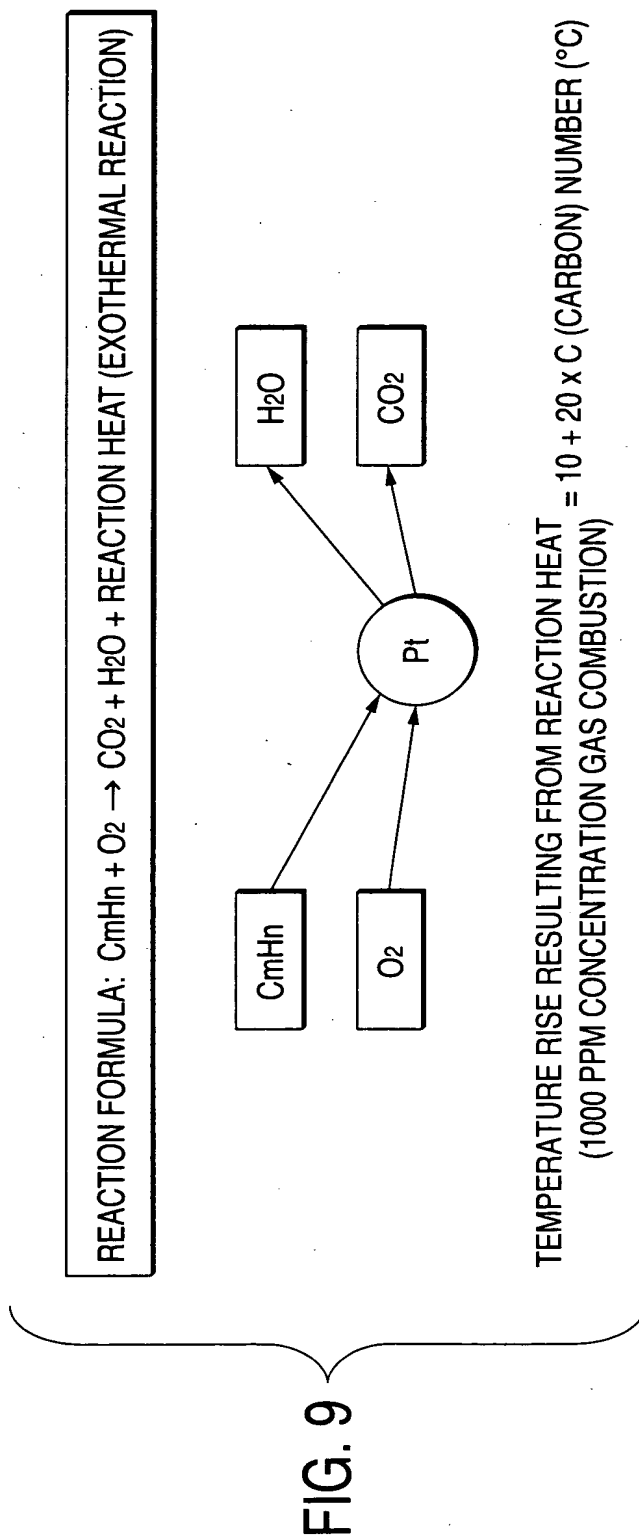 FIG. 9
REACTION FORMULA: CmHn + O2 → CO2 + H2O + REACTION HEAT (EXOTHERMAL REACTION)
CmHn
O2
Pt
H2O
CO2
TEMPERATURE RISE RESULTING FROM REACTION HEAT
(1000 PPM CONCENTRATION GAS COMBUSTION)
= 10 + 20 x C (CARBON) NUMBER (°C)